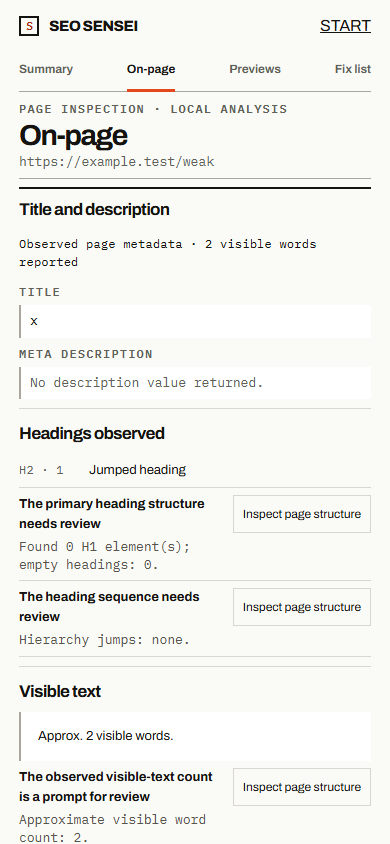 S SEO SENSEI START
Summary On-page Previews Fix list
PAGE INSPECTION · LOCAL ANALYSIS
On-page
https://example.test/weak
Title and description
Observed page metadata · 2 visible words
reported
TITLE
x
META DESCRIPTION
No description value returned.
Headings observed
H2 · 1 Jumped heading
The primary heading structure
needs review
Inspect page structure
Found 0 H1 element(s);
empty headings: 0.
The heading sequence needs
review
Inspect page structure
Hierarchy jumps: none.
Visible text
Approx. 2 visible words.
The observed visible-text count
is a prompt for review
Inspect page structure
Approximate visible word
count: 2.